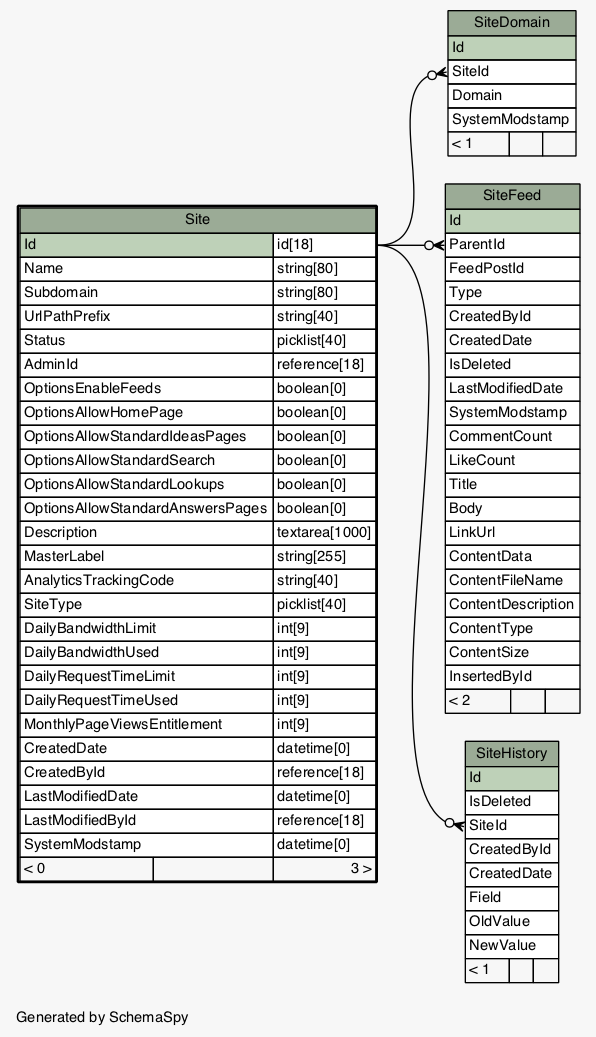 SiteDomain
Id
SiteId
Domain
SystemModstamp
< 1
SiteFeed
Id
ParentId
FeedPostId
Type
CreatedById
CreatedDate
IsDeleted
LastModifiedDate
SystemModstamp
CommentCount
LikeCount
Title
Body
LinkUrl
ContentData
ContentFileName
ContentDescription
ContentType
ContentSize
InsertedById
< 2
Site
Id id[18]
Name string[80]
Subdomain string[80]
UrlPathPrefix string[40]
Status picklist[40]
AdminId reference[18]
OptionsEnableFeeds boolean[0]
OptionsAllowHomePage boolean[0]
OptionsAllowStandardIdeasPages boolean[0]
OptionsAllowStandardSearch boolean[0]
OptionsAllowStandardLookups boolean[0]
OptionsAllowStandardAnswersPages boolean[0]
Description textarea[1000]
MasterLabel string[255]
AnalyticsTrackingCode string[40]
SiteType picklist[40]
DailyBandwidthLimit int[9]
DailyBandwidthUsed int[9]
DailyRequestTimeLimit int[9]
DailyRequestTimeUsed int[9]
MonthlyPageViewsEntitlement int[9]
CreatedDate datetime[0]
CreatedById reference[18]
LastModifiedDate datetime[0]
LastModifiedById reference[18]
SystemModstamp datetime[0]
< 0 3 >
SiteHistory
Id
IsDeleted
SiteId
CreatedById
CreatedDate
Field
OldValue
NewValue
< 1
Generated by SchemaSpy